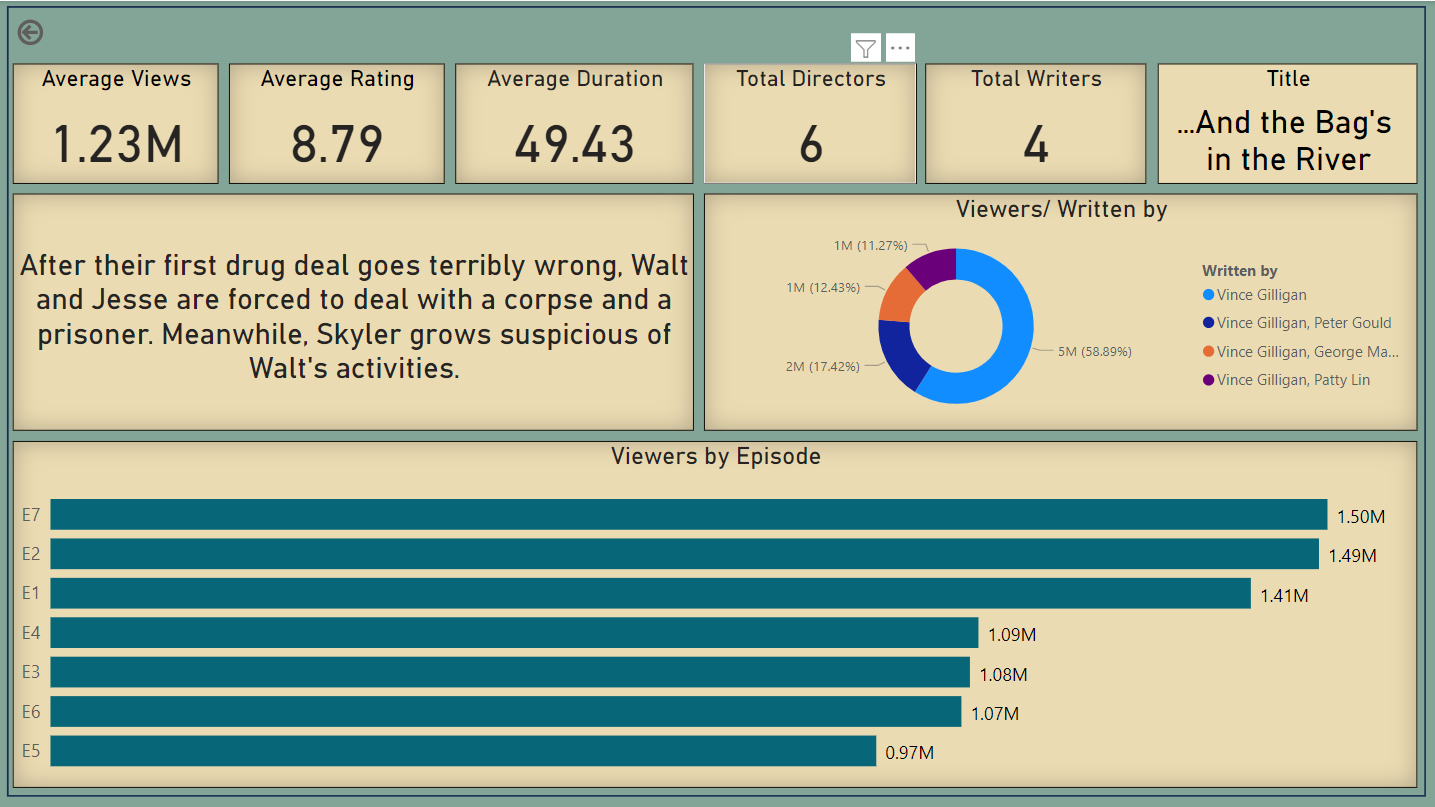 Average Views
1.23M
Average Rating
8.79
Average Duration
49.43
Total Directors
6
Total Writers
4
Title
...And the Bag's
in the River
After their first drug deal goes terribly wrong, Walt
and Jesse are forced to deal with a corpse and a
prisoner. Meanwhile, Skyler grows suspicious of
Walt's activities.
Viewers/ Written by
1M (11.27%)
1M (12.43%)
2M (17.42%)
5M (58.89%)
Written by
Vince Gilligan
Vince Gilligan, Peter Gould
Vince Gilligan, George Ma...
Vince Gilligan, Patty Lin
Viewers by Episode
E7 1.50M
E2 1.49M
E1 1.41M
E4 1.09M
E3 1.08M
E6 1.07M
E5 0.97M